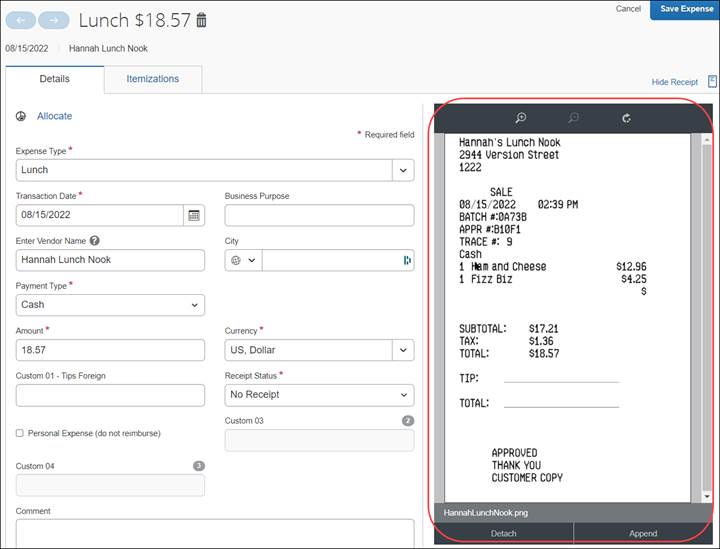 Lunch $18.57
Cancel
Save Expense
08/15/2022 Hannah Lunch Nook
Details
Itemizations
Hide Receipt
Allocate
* Required field
Expense Type *
Lunch
Transaction Date * Business Purpose
08/15/2022
Enter Vendor Name ? City
Hannah Lunch Nook
Payment Type *
Cash
Amount * Currency *
18.57 US, Dollar
Custom 01 - Tips Foreign Receipt Status *
No Receipt
Personal Expense (do not reimburse) Custom 03 2
Custom 04 3
Comment
Hannah's Lunch Nook
2944 Version Street
1222
SALE
08/15/2022 02:39 PM
BATCH #:0A73B
APPR #:B10F1
TRACE #: 9
Cash
1 Ham and Cheese $12.96
1 Fizz Biz $4.25
$
SUBTOTAL: $17.21
TAX: $1.36
TOTAL: $18.57
TIP:
TOTAL:
APPROVED
THANK YOU
CUSTOMER COPY
HannahLunchNook.png
Detach Append